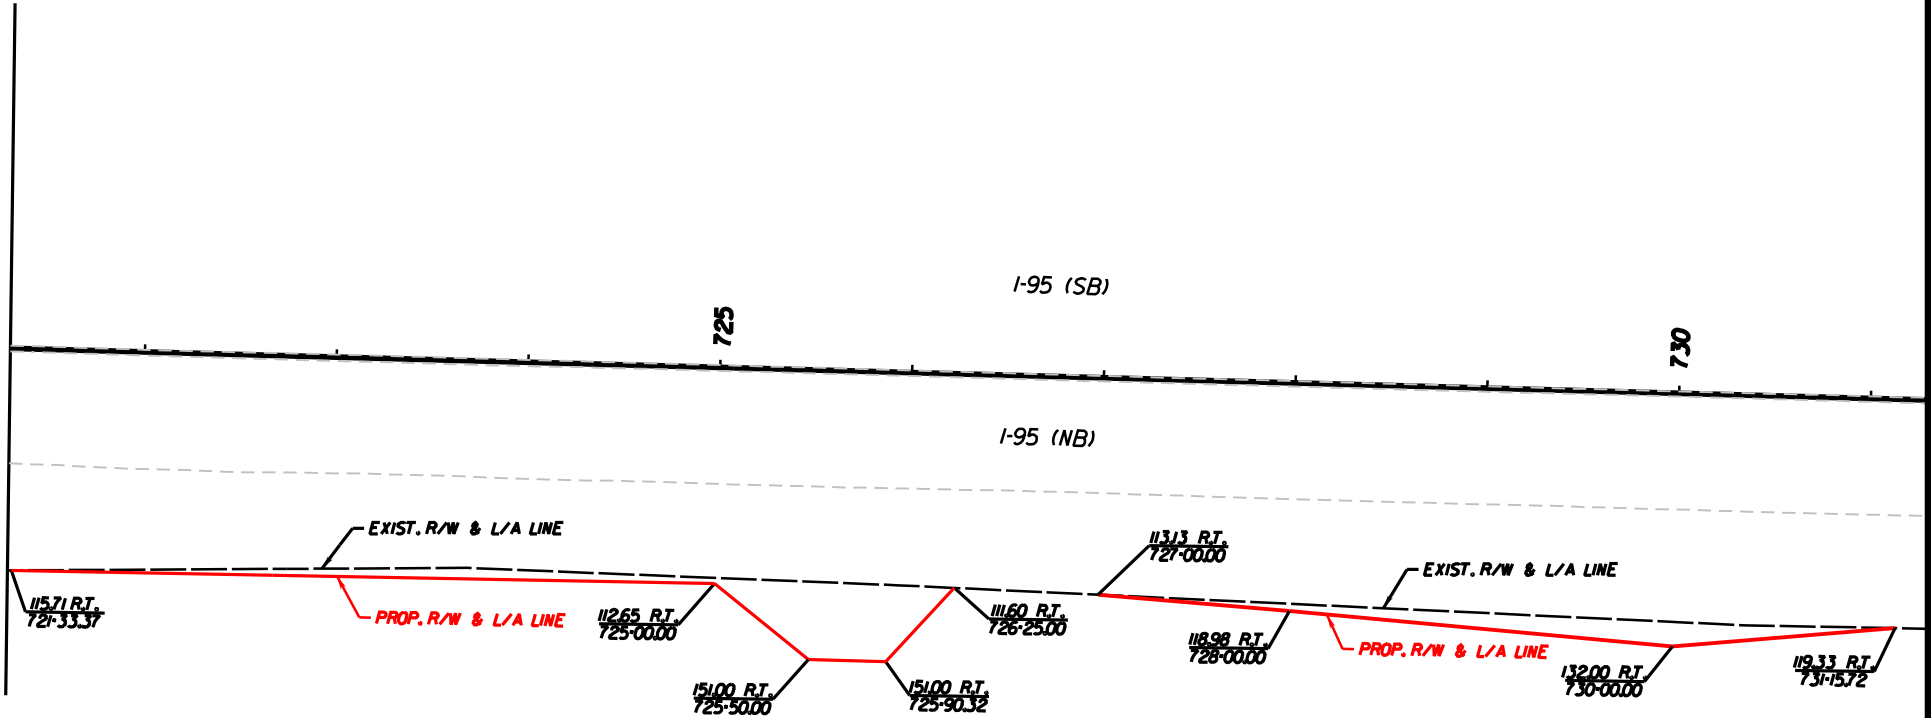 I-95 (SB)
725
730
I-95 (NB)
EXIST. R/W & L/A LINE
113.13 R.T.
727+00.00
EXIST. R/W & L/A LINE
115.71 R.T.
721+33.37
PROP. R/W & L/A LINE
112.65 R.T.
725+00.00
111.60 R.T.
726+25.00
118.98 R.T.
728+00.00
PROP. R/W & L/A LINE
132.00 R.T.
730+00.00
119.33 R.T.
731+15.72
151.00 R.T.
725+50.00
151.00 R.T.
725+90.32